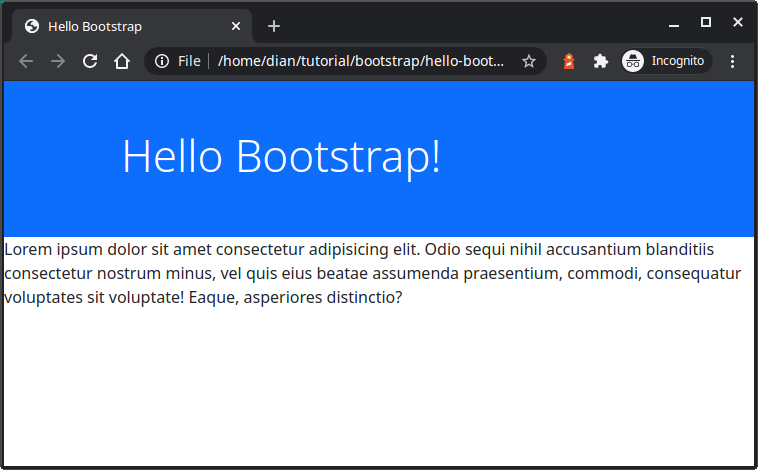 Hello Bootstrap
File
/home/dian/tutorial/bootstrap/hello-boot...
Incognito
Hello Bootstrap!
Lorem ipsum dolor sit amet consectetur adipisicing elit. Odio sequi nihil accusantium blanditiis
consectetur nostrum minus, vel quis eius beatae assumenda praesentium, commodi, consequatur
voluptates sit voluptate! Eaque, asperiores distinctio?